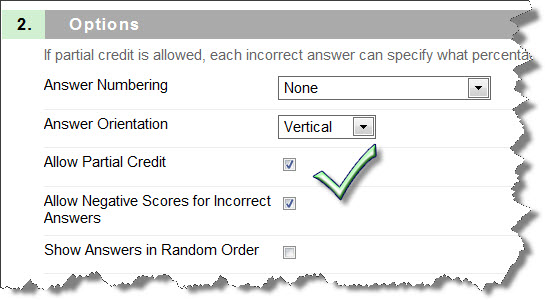 2. Options
If partial credit is allowed, each incorrect answer can specify what percenta
Answer Numbering None
Answer Orientation Vertical
Allow Partial Credit
Allow Negative Scores for Incorrect
Answers
Show Answers in Random Order